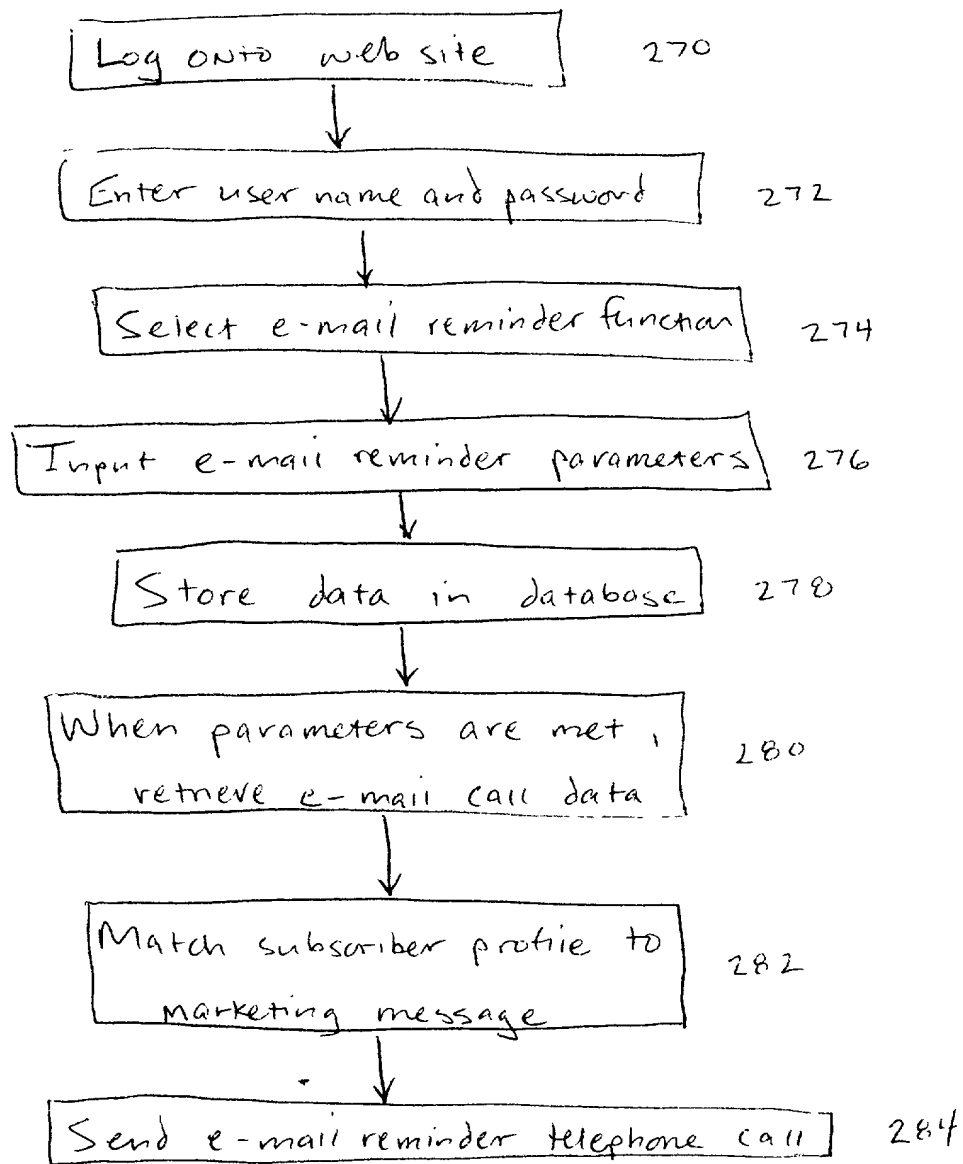 Log onto web site 270
Enter user name and password 272
Select e-mail reminder function 274
Input e-mail reminder parameters 276
Store data in database 278
When parameters are met, 280
retrieve e-mail call data
Match subscriber profile to 282
marketing message
Send e-mail reminder telephone call 284